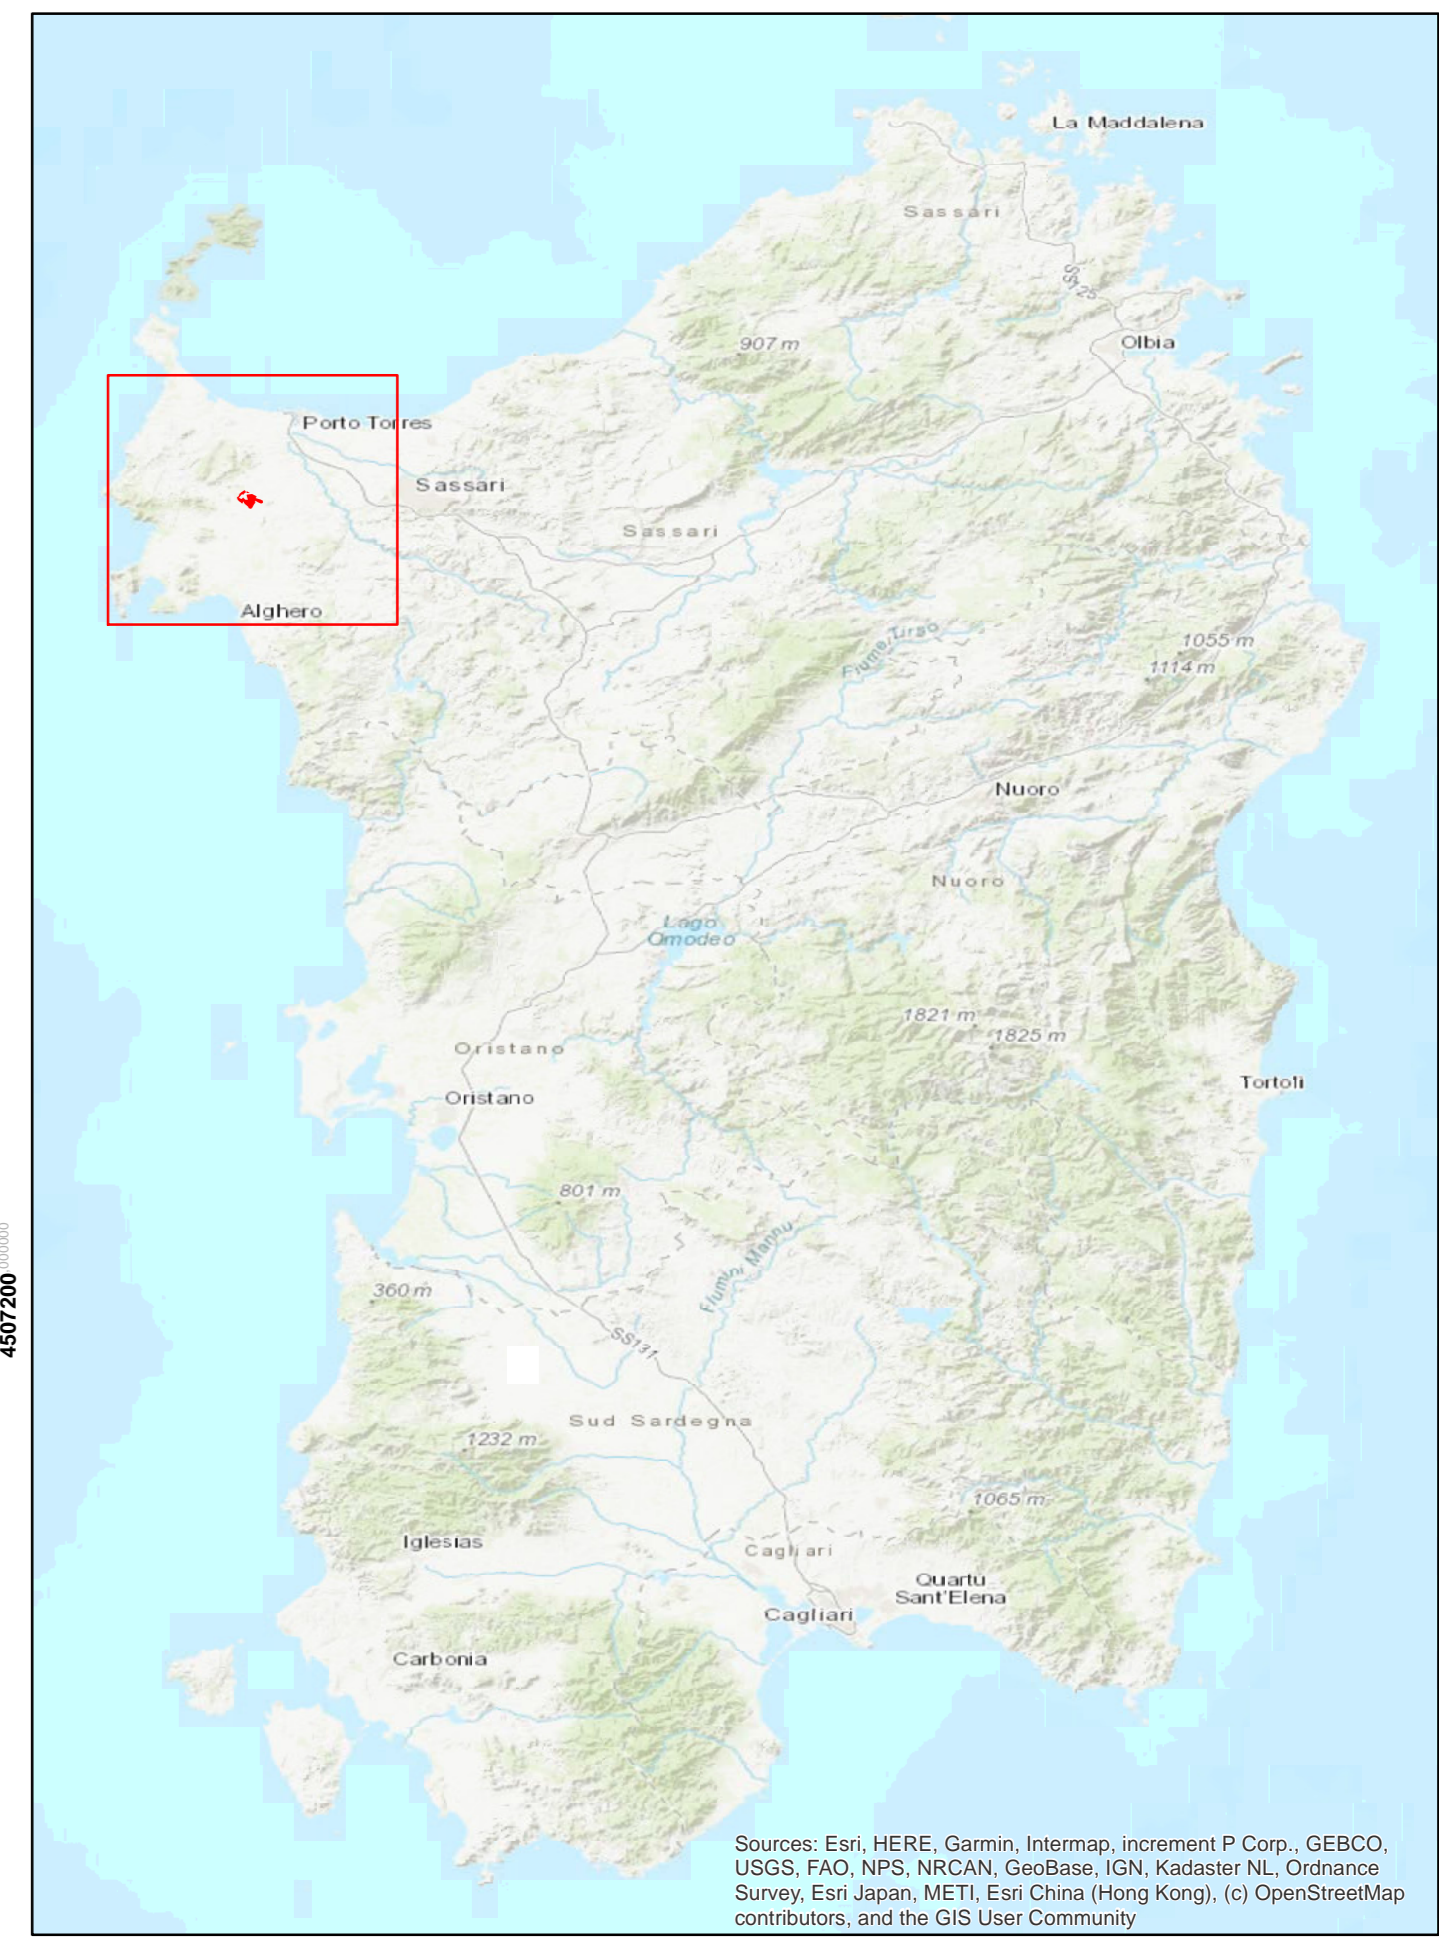 La Maddalena
Sassari
SS125
907 m
Olbia
Porto Torres
Sassari
Sassari
Alghero
Fiume Tirso
1055 m
1114 m
Nuoro
Nuoro
Lago
Omodeo
1821 m
1825 m
Oristano
Tortolì
Oristano
801 m
Flumini Mannu
4507200,000000
360 m
SS131
Sud Sardegna
1232 m
1065 m
Iglesias
Cagliari
Quartu
Sant'Elena
Cagliari
Carbonia
Sources: Esri, HERE, Garmin, Intermap, increment P Corp., GEBCO,
USGS, FAO, NPS, NRCAN, GeoBase, IGN, Kadaster NL, Ordnance
Survey, Esri Japan, METI, Esri China (Hong Kong), (c) OpenStreetMap
contributors, and the GIS User Community